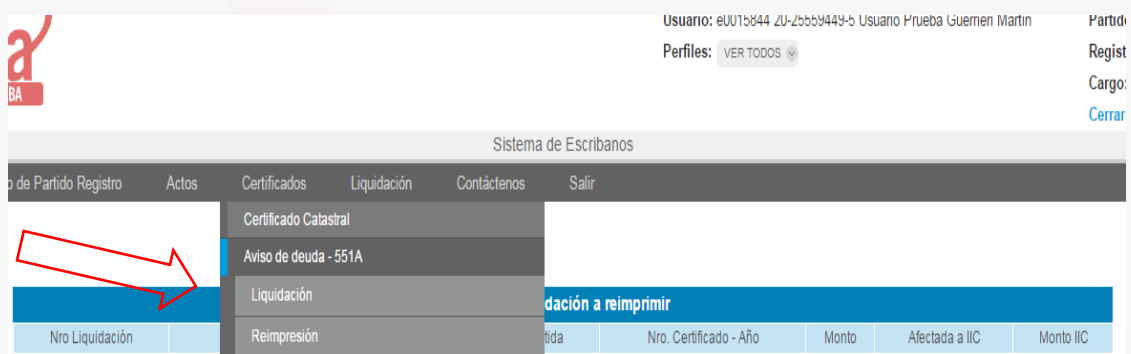 Usuario: e0015844 20-25559449-5 Usuario Prueba Guerrieri Martin
Partid
Perfiles: VER TODOS
Regist
a
BA
Cargo:
Cerrar
Sistema de Escribanos
o de Partido Registro Actos Certificados Liquidación Contáctenos Salir
Certificado Catastral
Aviso de deuda - 551A
Liquidación
dación a reimprimir
Reimpresión
Nro Liquidación tida Nro. Certificado - Año Monto Afectada a IIC Monto IIC